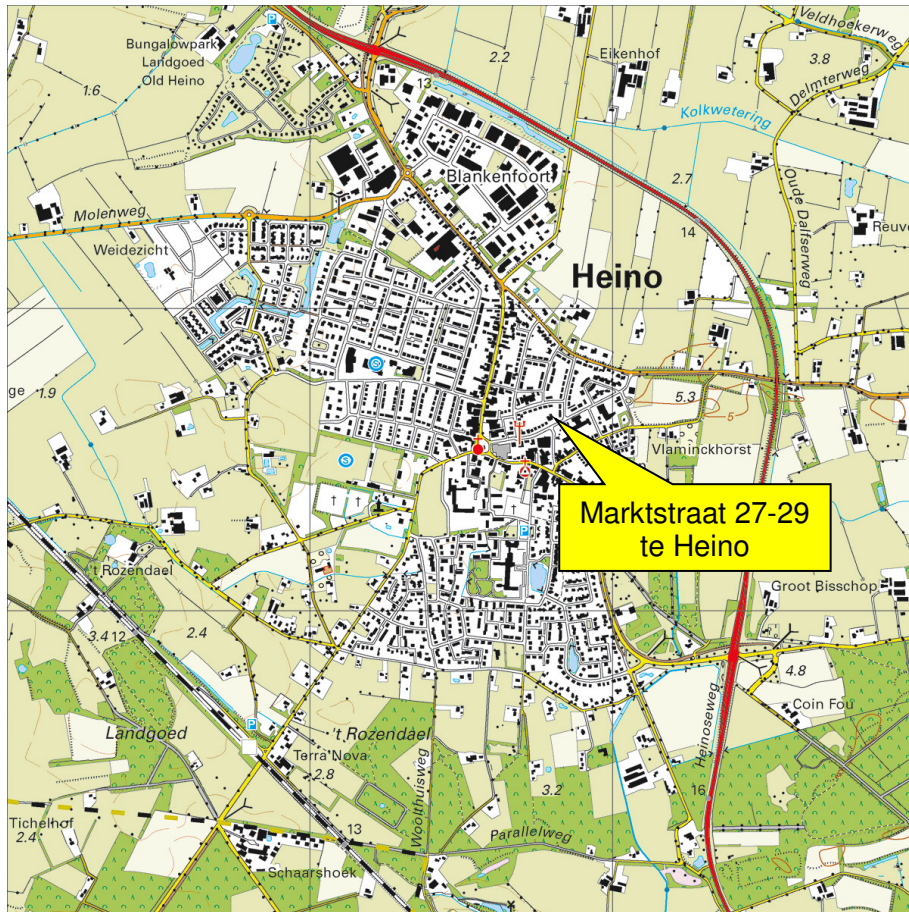 Veldhoekerweg
Bungalowpark
Landgoed
Old Heino
2.2
Eikenhof
3.8
Delmterweg
1.6
13
Kolkwetering
Blankenfoort
2.7
Oude Dalfserweg
Molenweg
14
Weidezicht
Heino
1.9
5.3
5
S
Vlaminckhorst
S
Marktstraat 27-29
te Heino
P
't Rozendael
Groot Bisschop
3.4
12
2.4
4.8
Coin Fou
P
Landgoed
't Rozendael
Terra Nova
2.8
Heinoseweg
Woolthuisweg
3.2
16
Tichelhof
2.4
13
Parallelweg
Schaarshoek
P